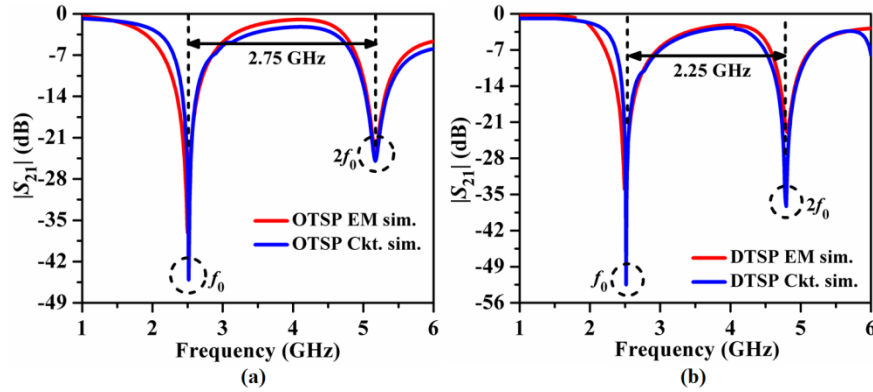 0
-7
-14
-21
-28
-35
-42
-49
|S21| (dB)
2.75 GHz
2f0
OTSP EM sim.
OTSP Ckt. sim.
f0
1 2 3 4 5 6
Frequency (GHz)
(a)
0
-7
-14
-21
-28
-35
-42
-49
-56
|S21| (dB)
2.25 GHz
2f0
DTSP EM sim.
DTSP Ckt. sim.
f0
1 2 3 4 5 6
Frequency (GHz)
(b)